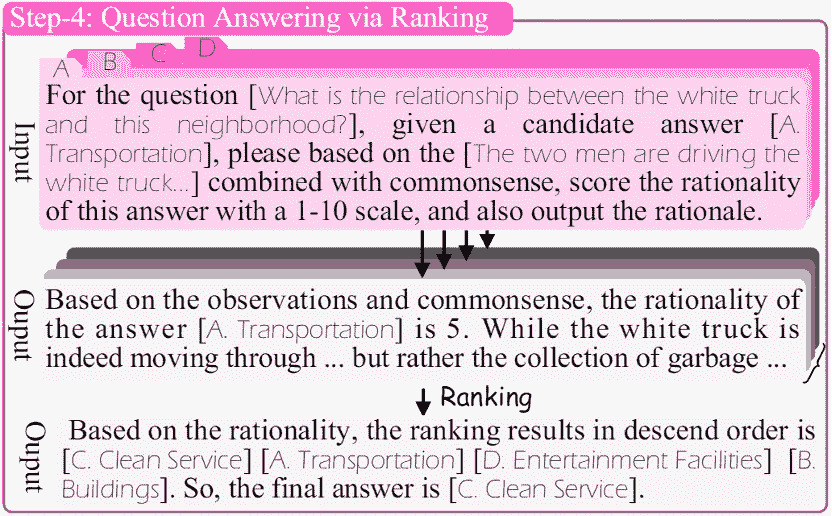 Step-4: Question Answering via Ranking
A B C D
Input
For the question [What is the relationship between the white truck
and this neighborhood?], given a candidate answer [A.
Transportation], please based on the [The two men are driving the
white truck...] combined with commonsense, score the rationality
of this answer with a 1-10 scale, and also output the rationale.
Ouput
Based on the observations and commonsense, the rationality of
the answer [A. Transportation] is 5. While the white truck is
indeed moving through ... but rather the collection of garbage ...
Ranking
Ouput
Based on the rationality, the ranking results in descend order is
[C. Clean Service] [A. Transportation] [D. Entertainment Facilities] [B.
Buildings]. So, the final answer is [C. Clean Service].